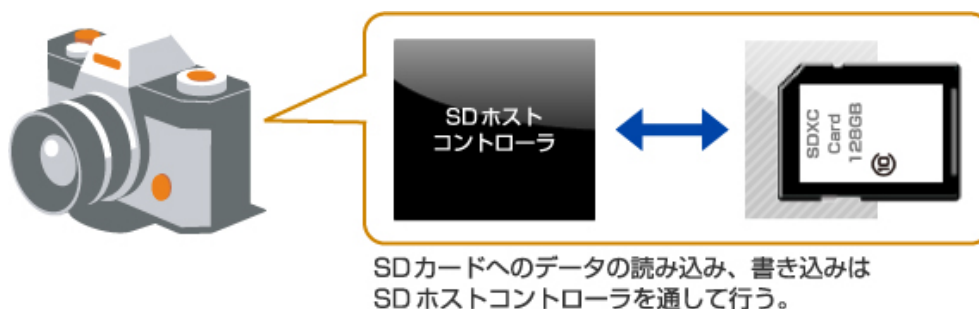 SDホスト
コントローラ
SDXC
Card
128GB
⑩
SDカードへのデータの読み込み、書き込みは
SDホストコントローラを通して行う。